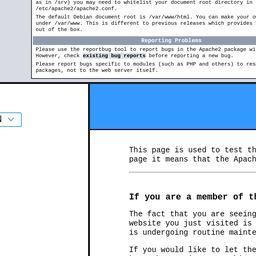 as in /srv) you may need to whitelist your document root directory in
/etc/apache2/apache2.conf.
The default Debian document root is /var/www/html. You can make your o
under /var/www. This is different to previous releases which provides b
out of the box.
Reporting Problems
Please use the reportbug tool to report bugs in the Apache2 package wi
However, check existing bug reports before reporting a new bug.
Please report bugs specific to modules (such as PHP and others) to res
packages, not to the web server itself.
This page is used to test th
page it means that the Apach
If you are a member of th
The fact that you are seeing
website you just visited is
is undergoing routine mainte
If you would like to let the